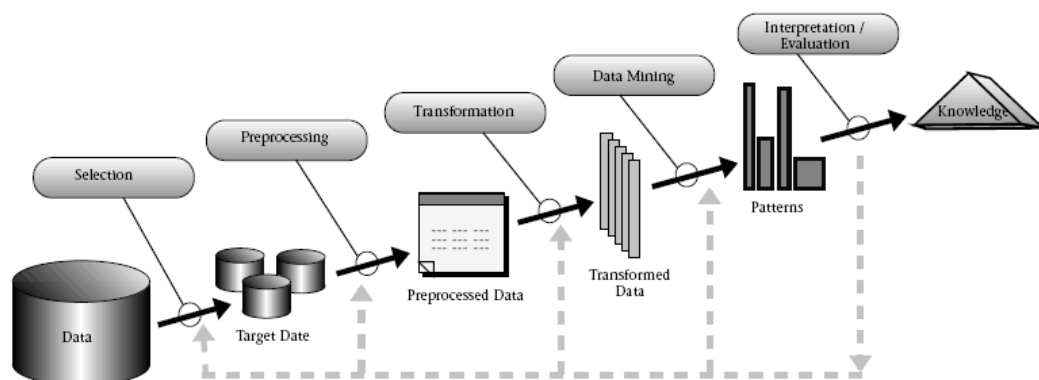 Interpretation /
Evaluation
Data Mining
Transformation
Preprocessing
Selection
Knowledge
Patterns
Transformed
Data
Preprocessed Data
Target Date
Data